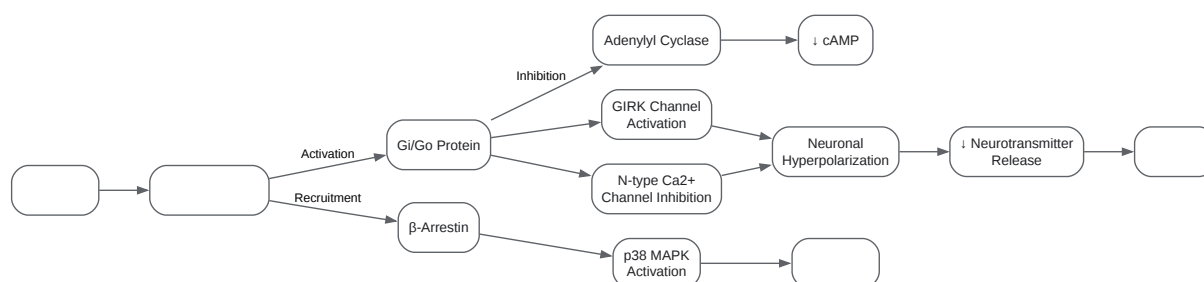 Adenylyl Cyclase
↓ cAMP
Inhibition
GIRK Channel
Activation
Gi/Go Protein
Neuronal
Hyperpolarization
↓ Neurotransmitter
Release
Activation
N-type Ca2+
Channel Inhibition
Recruitment
β-Arrestin
p38 MAPK
Activation